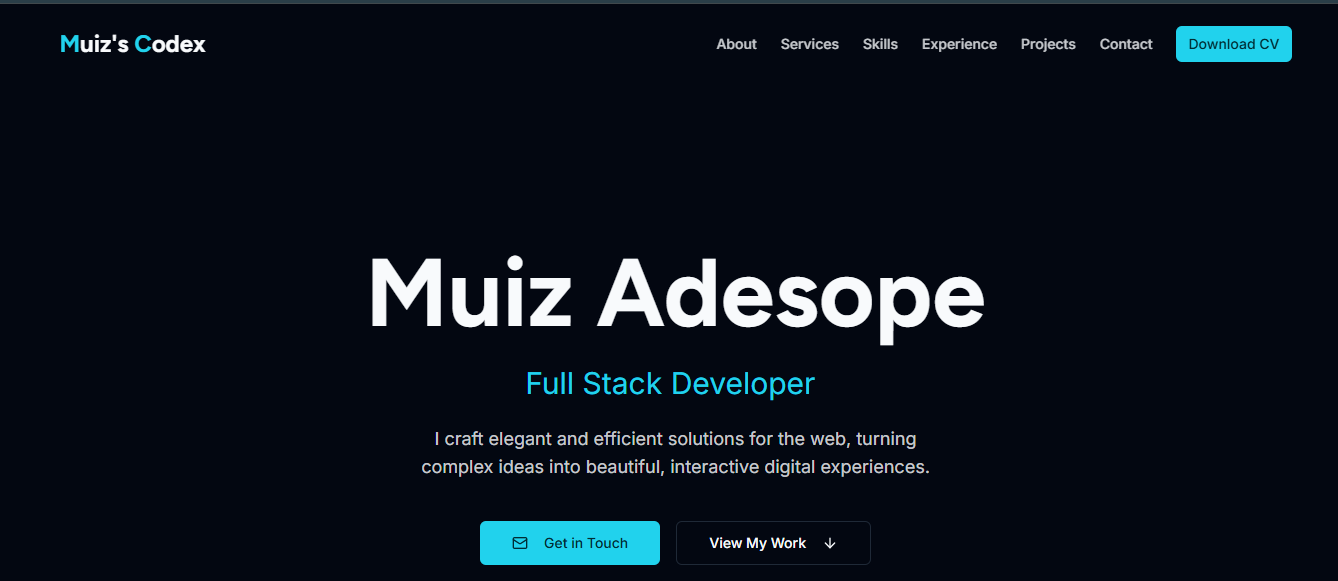 Muiz's Codex
About Services Skills Experience Projects Contact Download CV
Muiz Adesope
Full Stack Developer
I craft elegant and efficient solutions for the web, turning
complex ideas into beautiful, interactive digital experiences.
Get in Touch View My Work